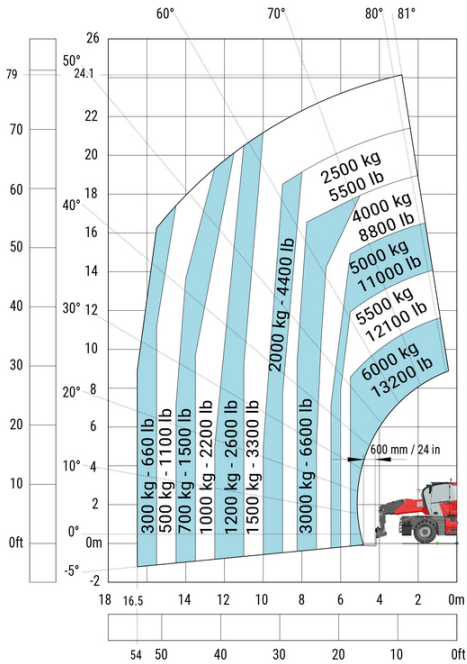 60°
70°
80°
81°
26
50°
79
24.1
70
22
20
2500 kg
5500 lb
60
18
40°
4000 kg
8800 lb
50
16
5000 kg
11000 lb
14
2000 kg - 4400 lb
40
30°
12
5500 kg
12100 lb
30
10
6000 kg
13200 lb
20°
8
20
6
300 kg - 660 lb
500 kg - 1100 lb
700 kg - 1500 lb
1000 kg - 2200 lb
1200 kg - 2600 lb
1500 kg - 3300 lb
3000 kg - 6600 lb
600 mm / 24 in
10°
4
10
2
0°
0ft
0m
-5°
-2
18
16.5
14
12
10
8
6
4
2
0m
54
50
40
30
20
10
0ft